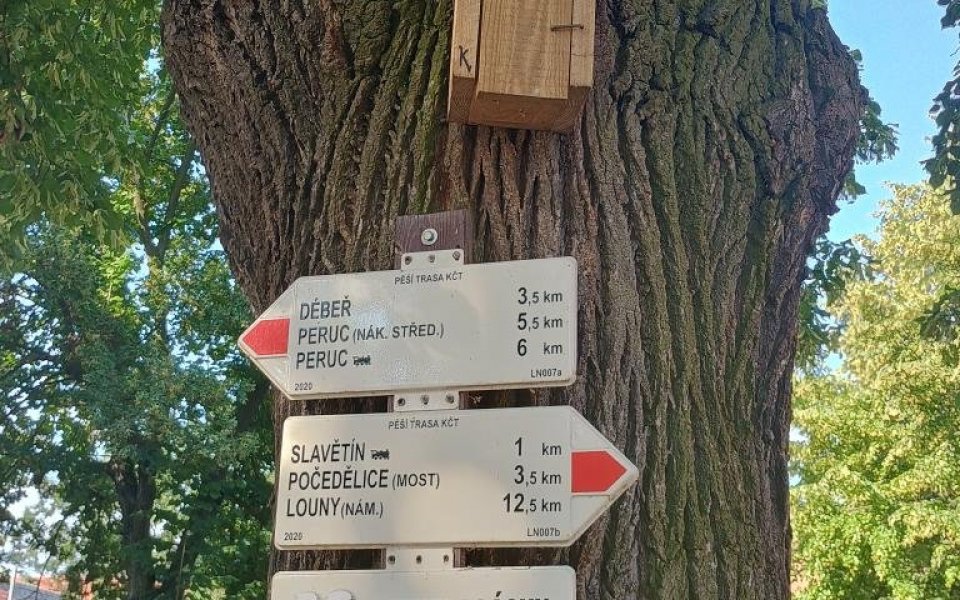 K
PĚŠÍ TRASA KČT
DÉBEŘ 3,5 km
PERUC (NÁK. STŘED.) 5,5 km
PERUC 6 km
2020 LN007a
PĚŠÍ TRASA KČT
SLAVĚTÍN 1 km
POČEDĚLICE (MOST) 3,5 km
LOUNY (NÁM.) 12,5 km
2020 LN007b